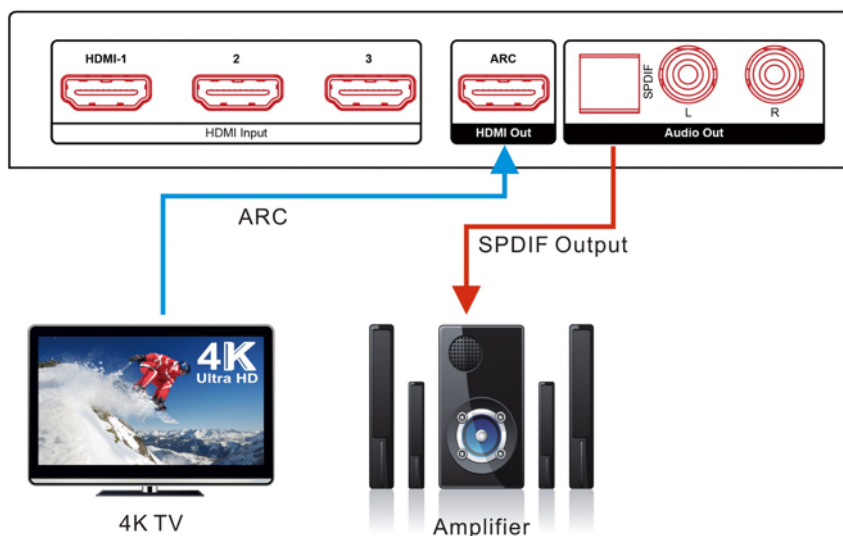 HDMI-1 2 3 ARC
SPDIF
L R
HDMI Input HDMI Out Audio Out
ARC
SPDIF Output
4K
Ultra HD
4K TV Amplifier